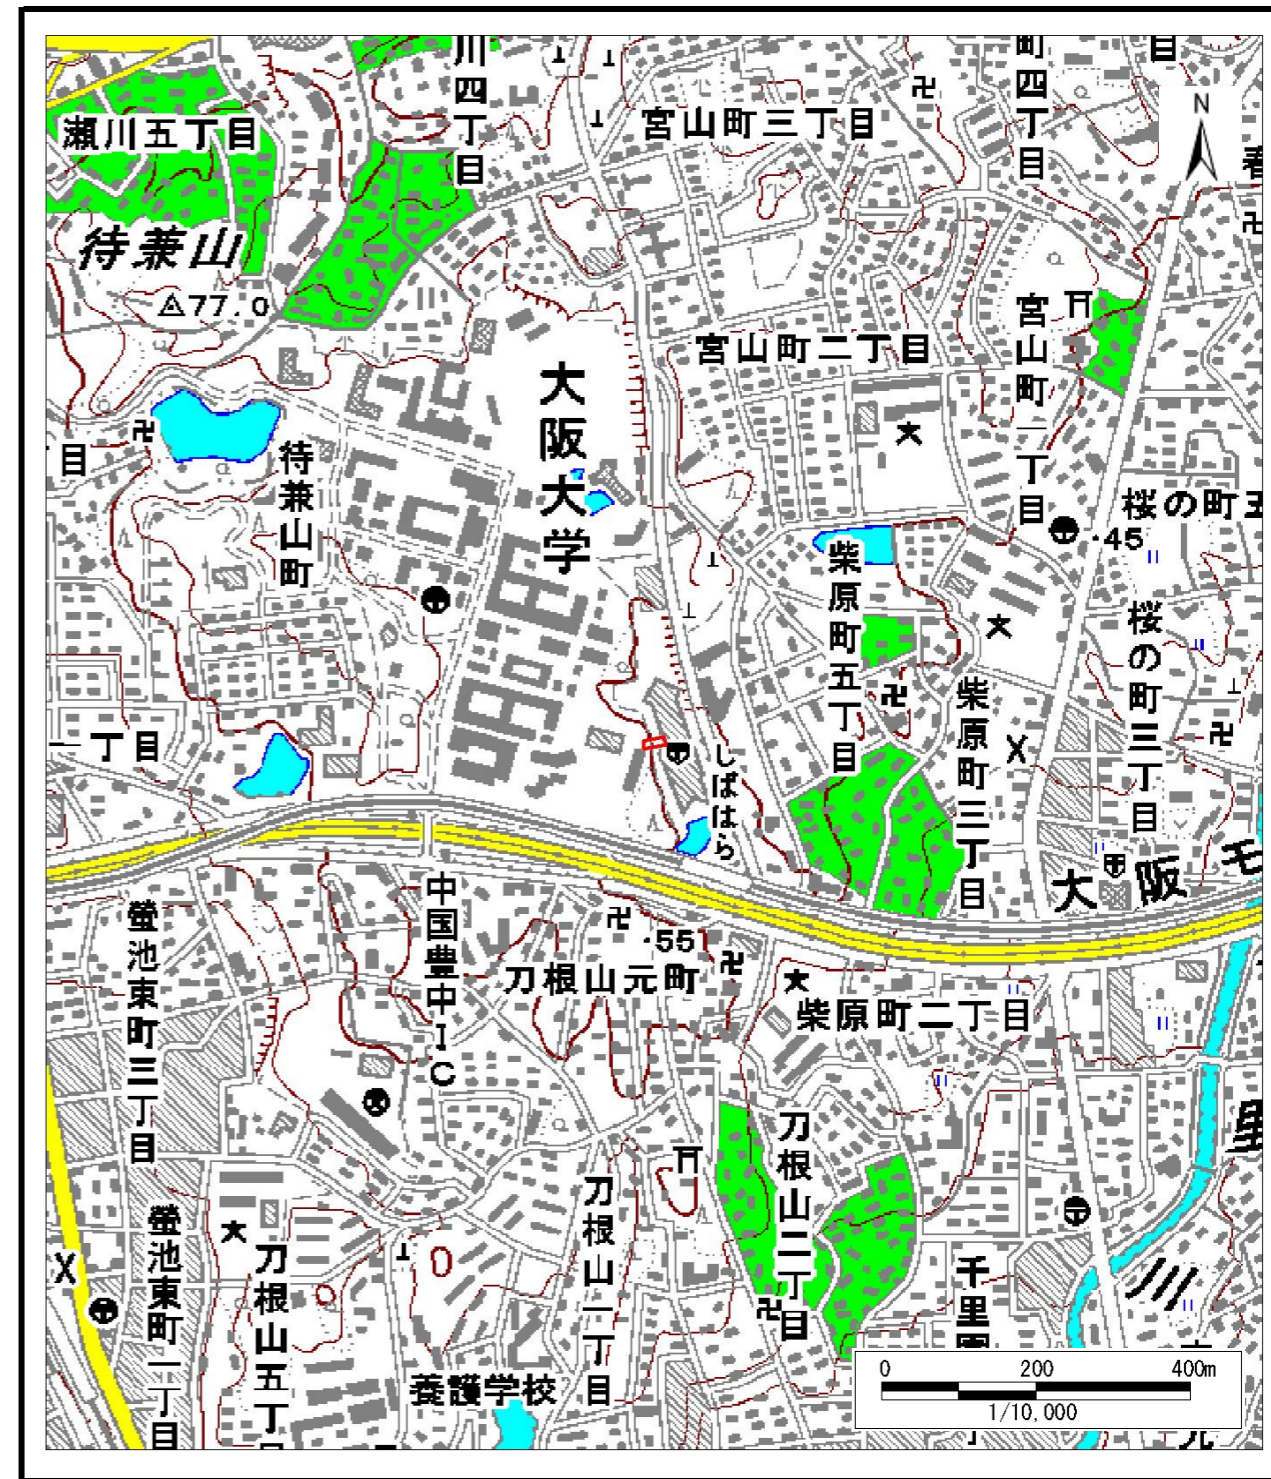 川四丁目
町四丁目
目
瀬川五丁目
宮山町三丁目
N
春
待兼山
77.0
宮山町一丁目
宮山町二丁目
大阪大学
目
待兼山町
桜の町五
・45
柴原町五丁目
桜の町三丁目
柴原町三丁目
一丁目
しばはら
大阪モ
中国豊中IC
螢池東町三丁目
・55
刀根山元町
柴原町二丁目
刀根山二丁目
里
刀根山一丁目
螢池東町一丁目
刀根山五丁目
千里園
川
養護学校
0 200 400m
1/10,000